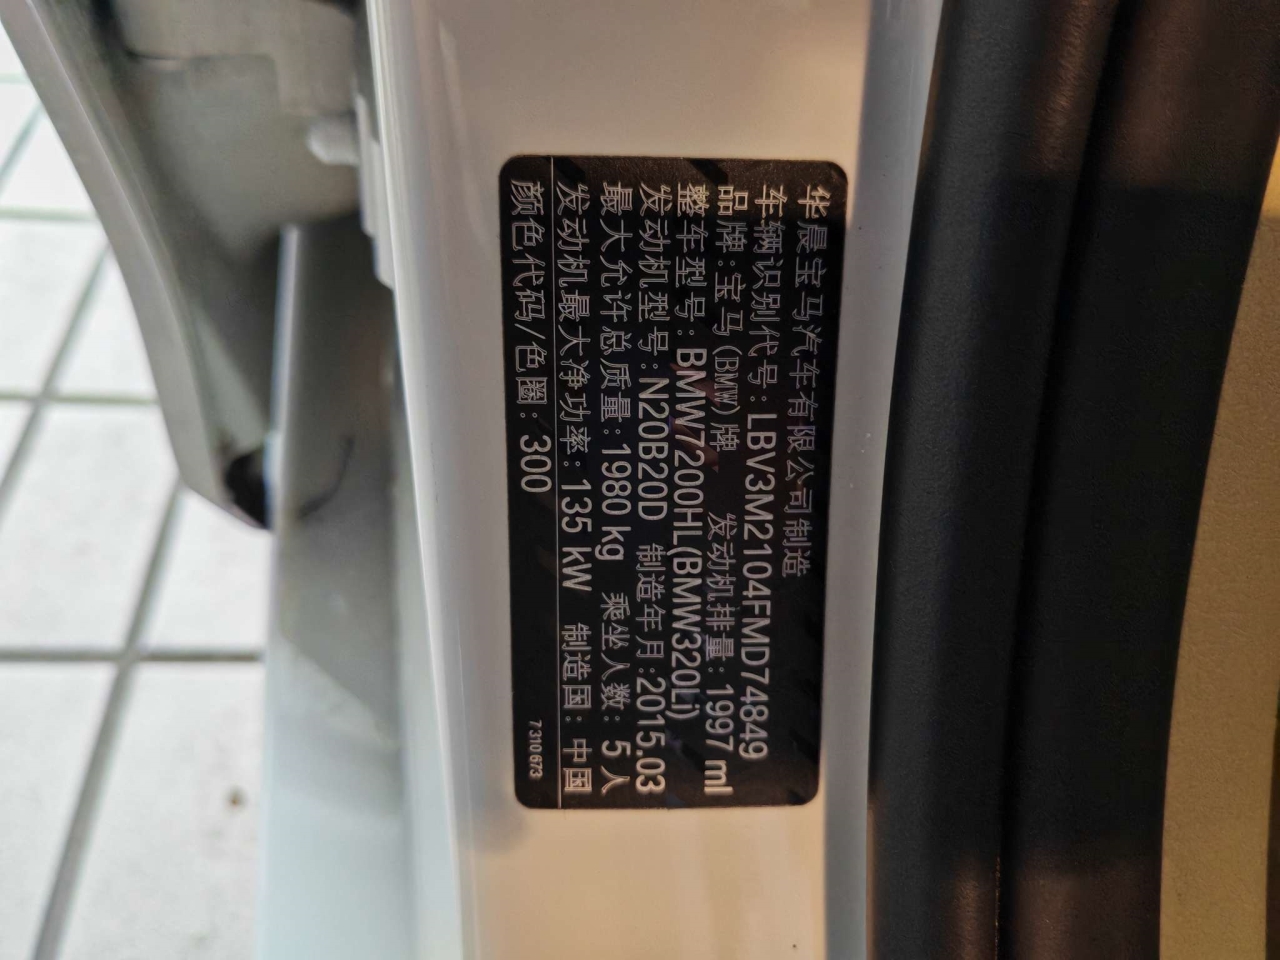 华晨宝马汽车有限公司制造
车辆识别代号:LBV3M2104FMD74849
品牌:宝马(BMW)牌 发动机排量:1997 ml
整车型号:BMW7200HL(BMW320Li)
发动机型号:N20B20D 制造年月:2015.03
最大允许总质量:1980 kg 乘坐人数:5人
发动机最大净功率:135 kW 制造国:中国
颜色代码/色圈:300
7310673